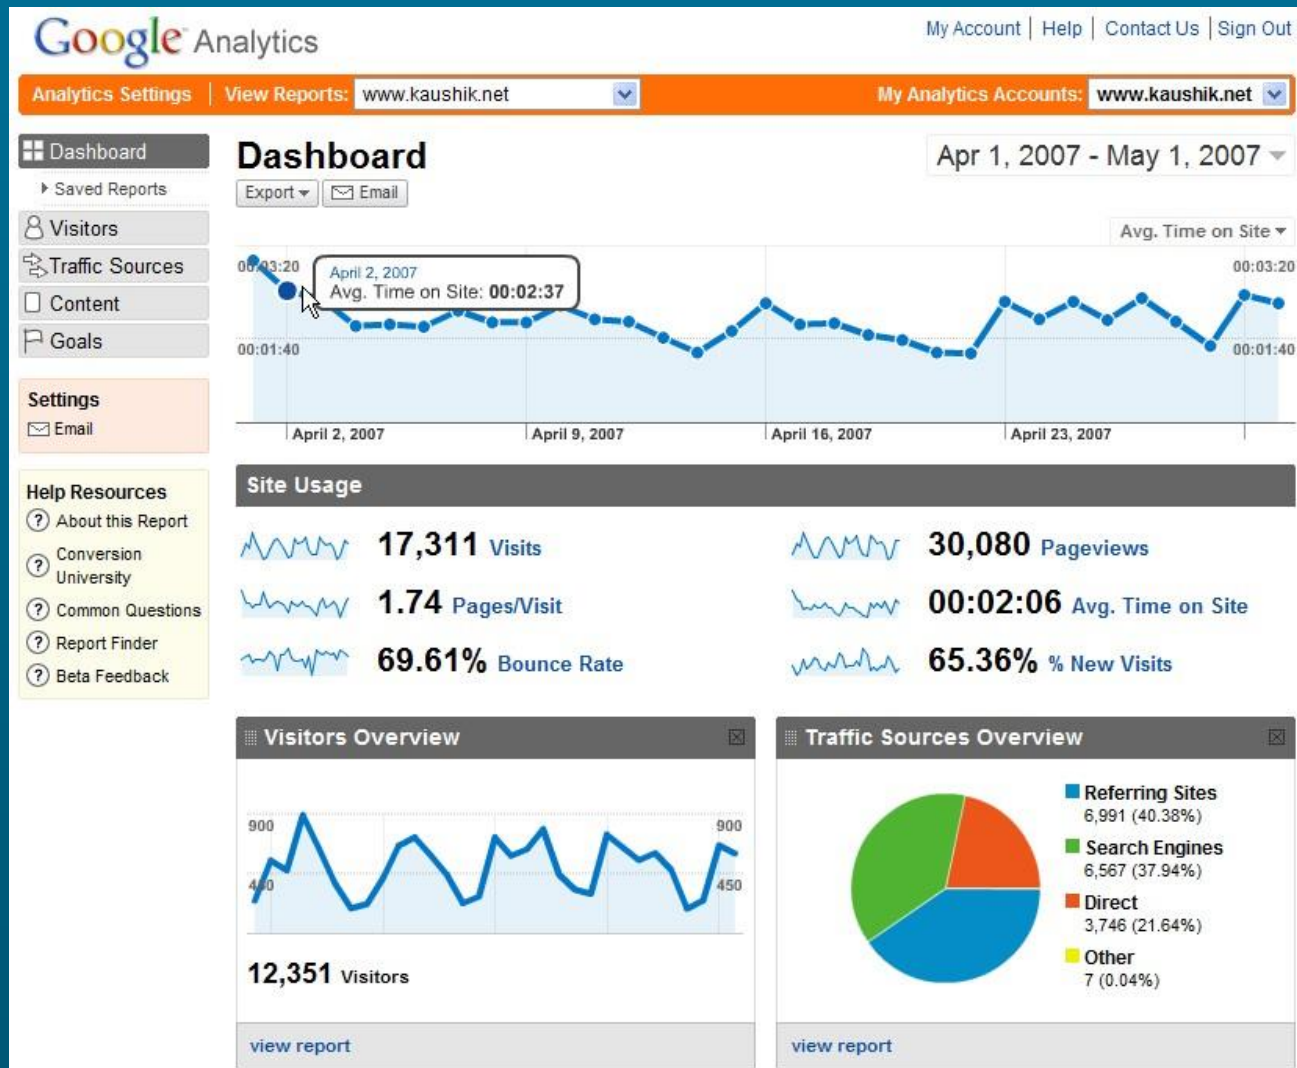 Google™ Analytics
My Account | Help | Contact Us | Sign Out
Analytics Settings | View Reports: www.kaushik.net
My Analytics Accounts: www.kaushik.net
Dashboard
Saved Reports
Visitors
Traffic Sources
Content
Goals
Settings
Email
Help Resources
About this Report
Conversion
University
Common Questions
Report Finder
Beta Feedback
Dashboard
Apr 1, 2007 - May 1, 2007
Export
Email
Avg. Time on Site
00:03:20
00:03:20
April 2, 2007
Avg. Time on Site: 00:02:37
00:01:40
00:01:40
April 2, 2007
April 9, 2007
April 16, 2007
April 23, 2007
Site Usage
17,311 Visits
30,080 Pageviews
1.74 Pages/Visit
00:02:06 Avg. Time on Site
69.61% Bounce Rate
65.36% % New Visits
Visitors Overview
900
900
450
450
12,351 Visitors
view report
Traffic Sources Overview
Referring Sites
6,991 (40.38%)
Search Engines
6,567 (37.94%)
Direct
3,746 (21.64%)
Other
7 (0.04%)
view report